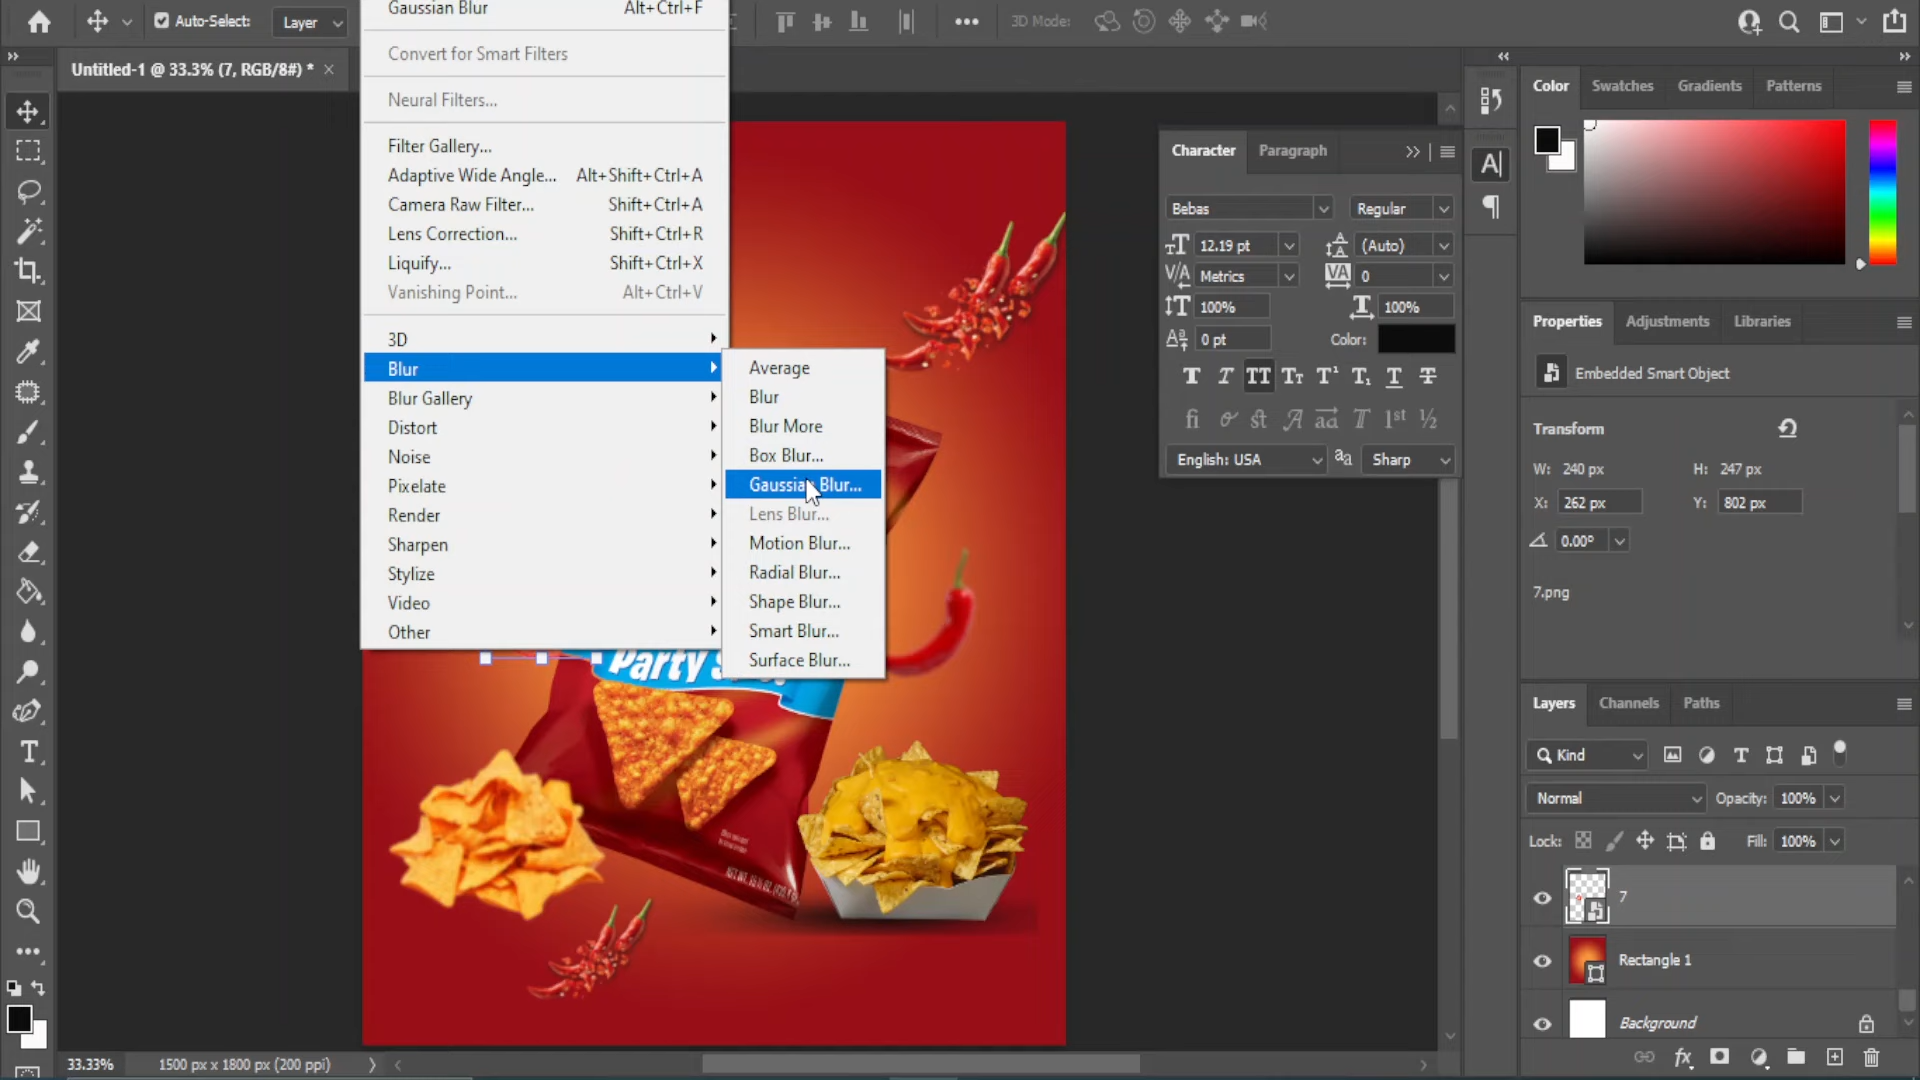 Auto-Select:
Layer
3D Mode:
Untitled-1 @ 33.3% (7, RGB/8#) *
Gaussian Blur Alt+Ctrl+F
Convert for Smart Filters
Neural Filters...
Filter Gallery...
Adaptive Wide Angle... Alt+Shift+Ctrl+A
Camera Raw Filter... Shift+Ctrl+A
Lens Correction... Shift+Ctrl+R
Liquify... Shift+Ctrl+X
Vanishing Point... Alt+Ctrl+V
3D
Blur
Blur Gallery
Distort
Noise
Pixelate
Render
Sharpen
Stylize
Video
Other
Average
Blur
Blur More
Box Blur...
Gaussian Blur...
Lens Blur...
Motion Blur...
Radial Blur...
Shape Blur...
Smart Blur...
Surface Blur...
Party
Character Paragraph
Bebas Regular
12.19 pt (Auto)
Metrics 0
100% 100%
0 pt Color:
English: USA Sharp
Color Swatches Gradients Patterns
Properties Adjustments Libraries
Embedded Smart Object
Transform
W: 240 px H: 247 px
X: 262 px Y: 802 px
0.00°
7.png
Layers Channels Paths
Kind
Normal Opacity: 100%
Lock: Fill: 100%
7
Rectangle 1
Background
33.33% 1500 px x 1800 px (200 ppi)